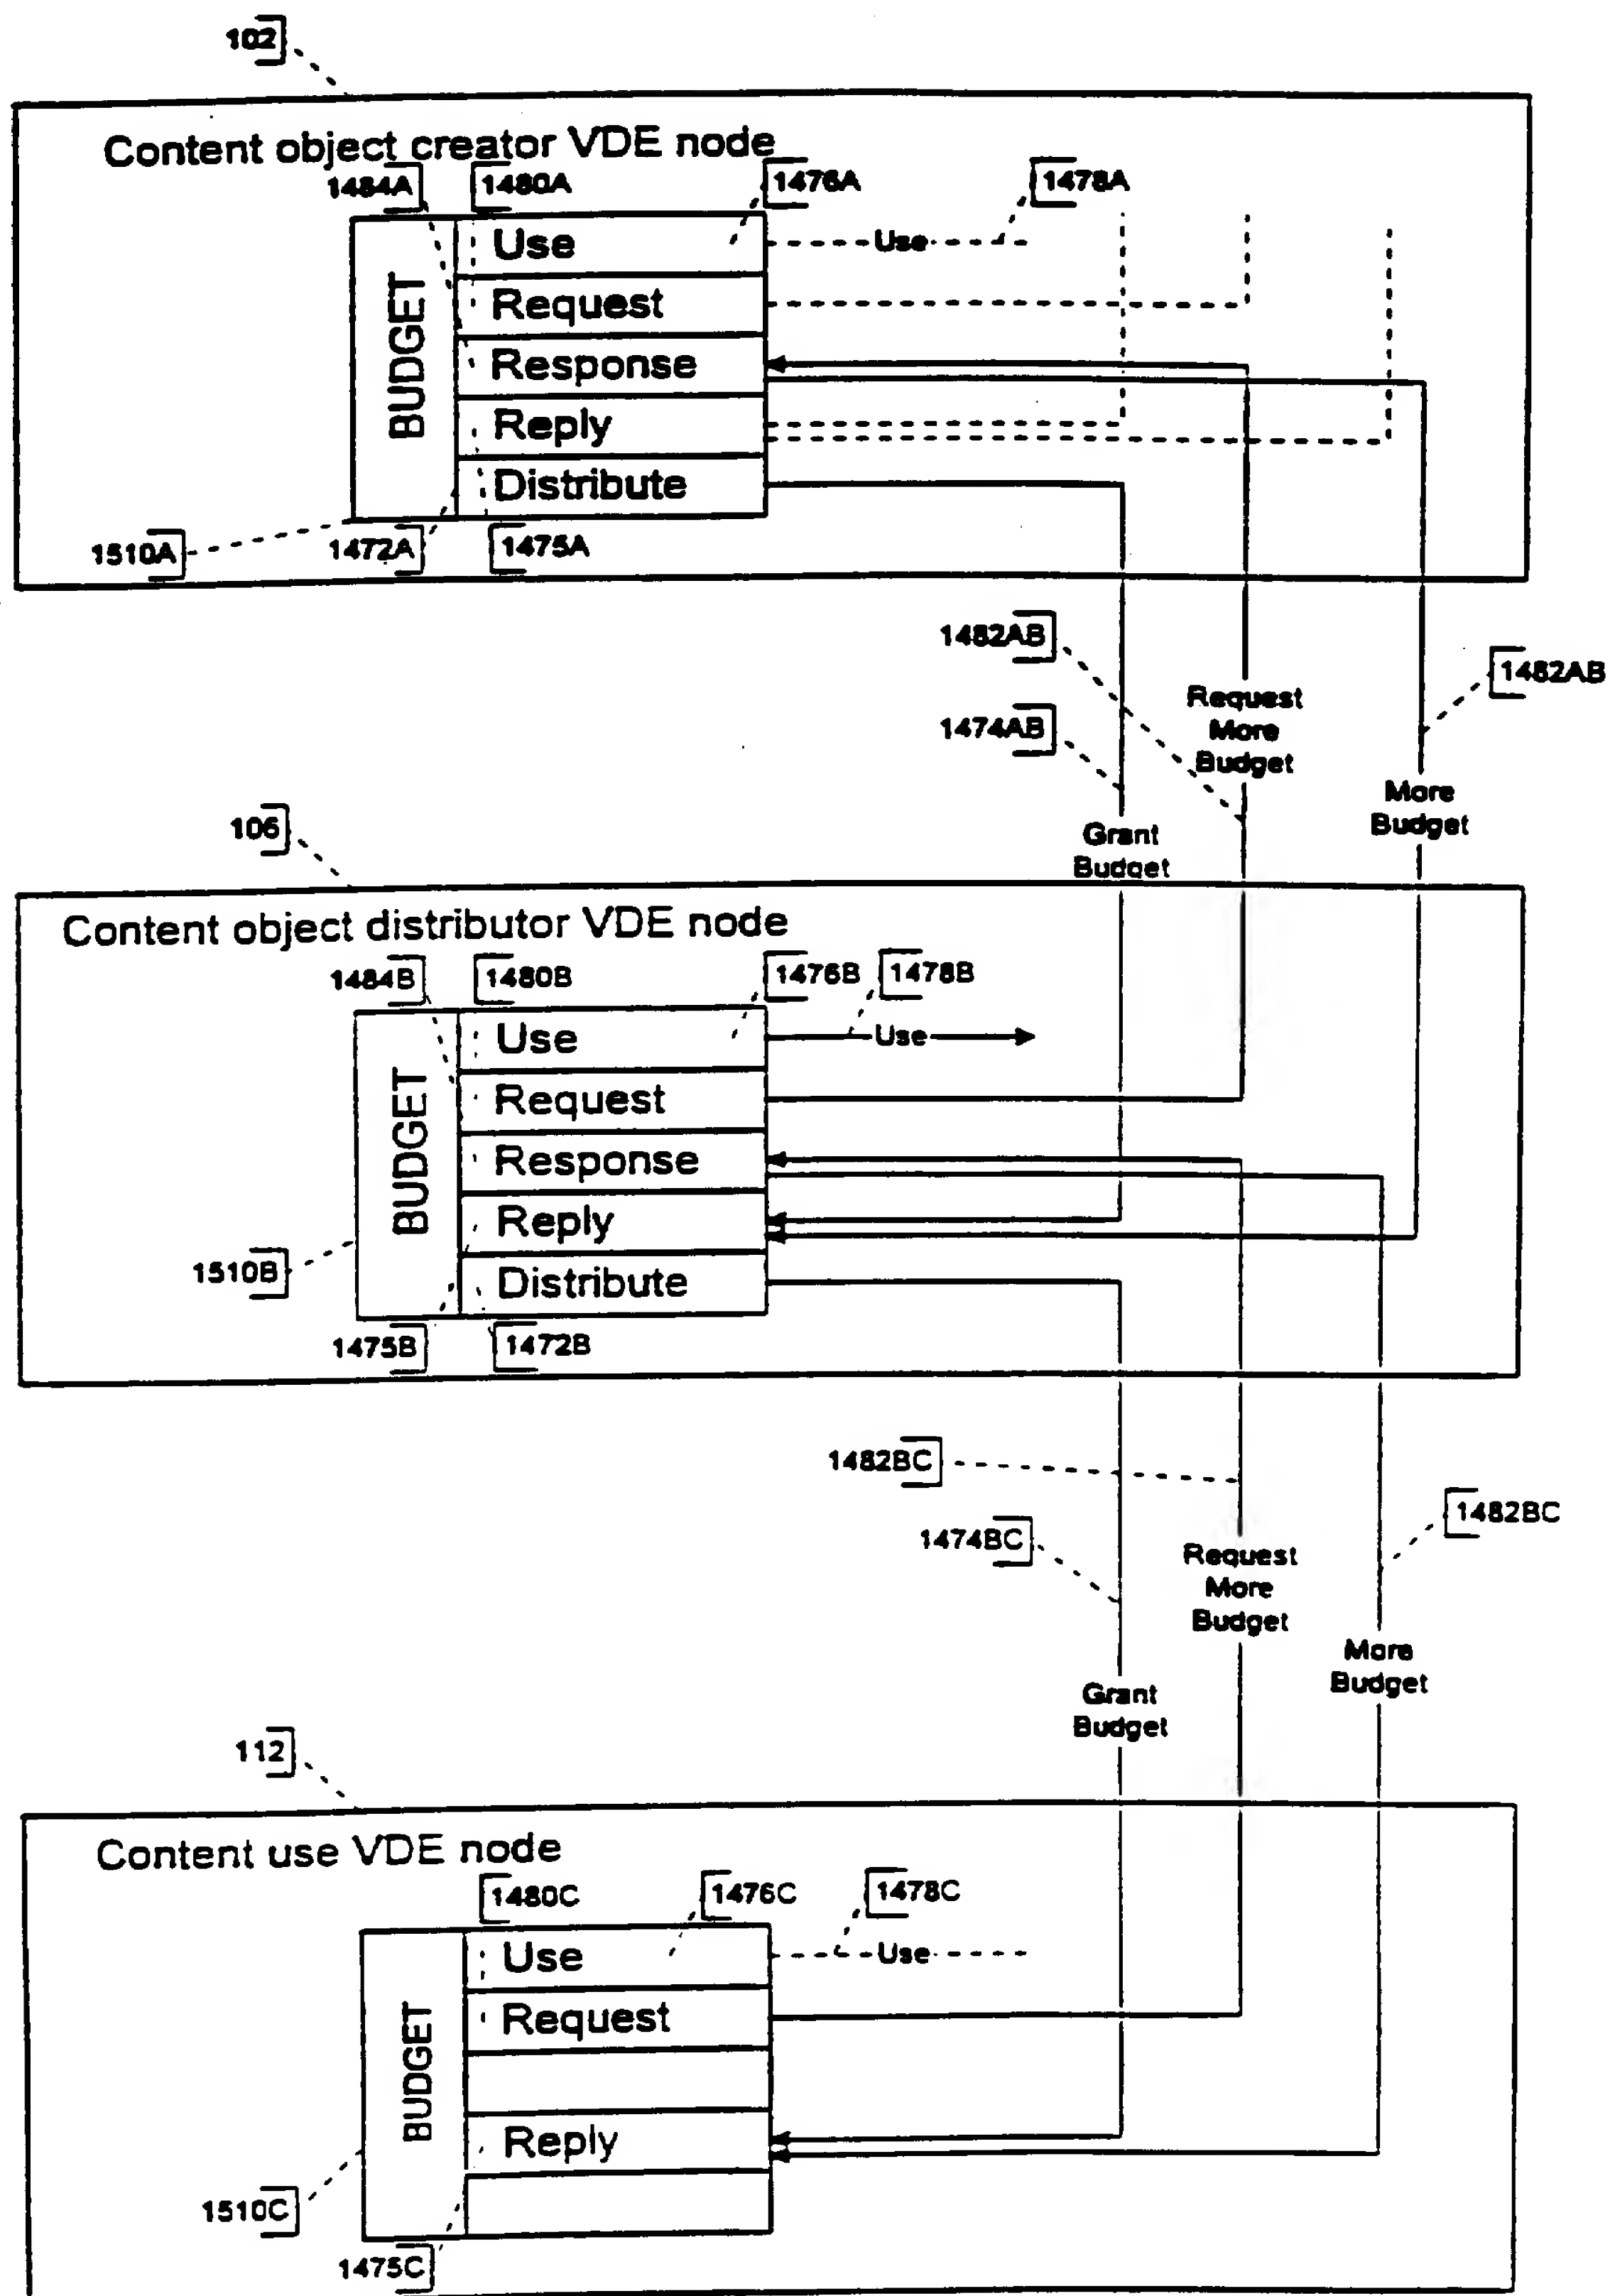 102
Content object creator VDE node
1484A
1480A
1476A
1478A
BUDGET
Use
Use
Request
Response
Reply
Distribute
1510A
1472A
1475A
1482AB
1482AB
1474AB
Request
More
Budget
More
Budget
Grant
Budget
106
Content object distributor VDE node
1484B
1480B
1476B
1478B
BUDGET
Use
Use
Request
Response
Reply
Distribute
1510B
1475B
1472B
1482BC
1482BC
1474BC
Request
More
Budget
More
Budget
Grant
Budget
112
Content use VDE node
1480C
1476C
1478C
BUDGET
Use
Use
Request
Reply
1510C
1475C